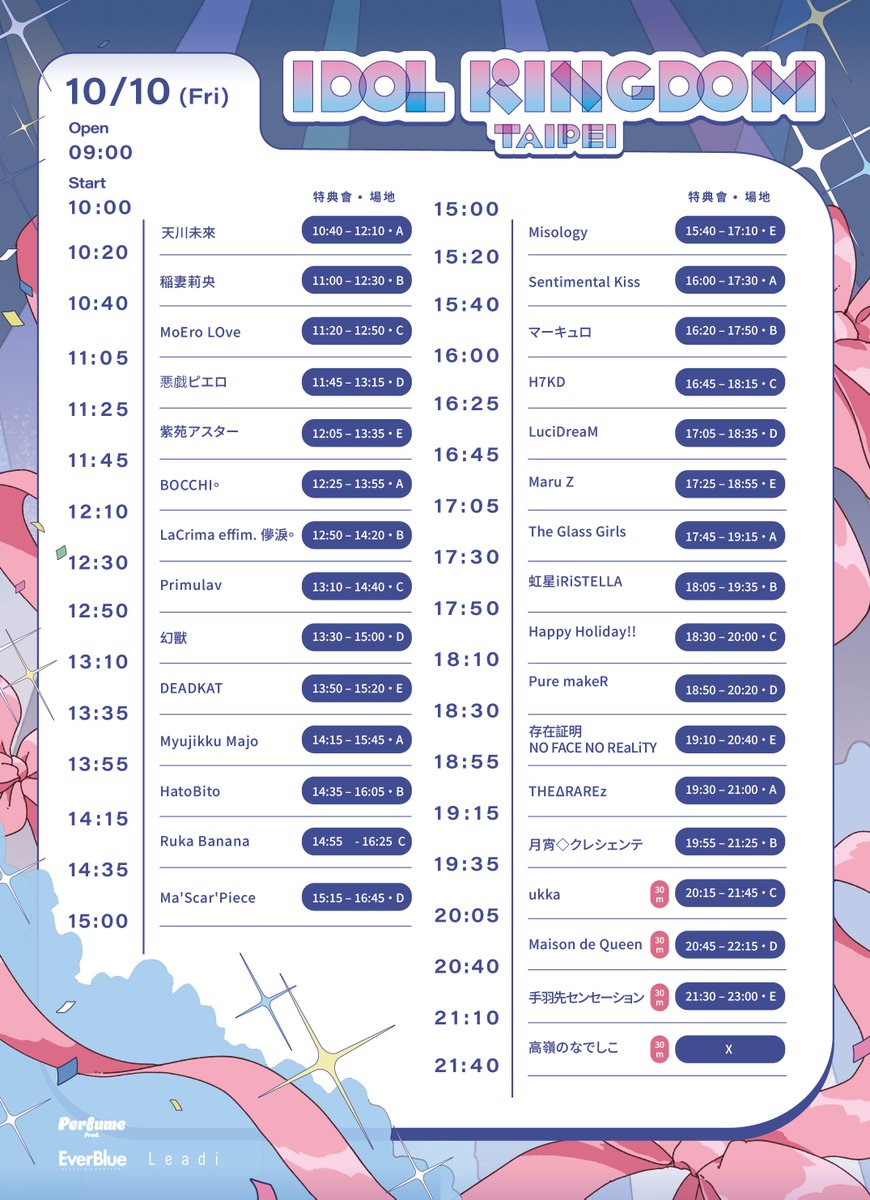 10/10 (Fri)
IDOL KINGDOM
TAIPEI
Open
09:00
Start
特典會・場地
10:00
天川未來 10:40 – 12:10・A
10:20
稲妻莉央 11:00 – 12:30・B
10:40
MoEro LOve 11:20 – 12:50・C
11:05
悪戯ピエロ 11:45 – 13:15・D
11:25
紫苑アスター 12:05 – 13:35・E
11:45
BOCCHI。 12:25 – 13:55・A
12:10
LaCrima effim. 儚淚。 12:50 – 14:20・B
12:30
Primulav 13:10 – 14:40・C
12:50
幻獸 13:30 – 15:00・D
13:10
DEADKAT 13:50 – 15:20・E
13:35
Myujikku Majo 14:15 – 15:45・A
13:55
HatoBito 14:35 – 16:05・B
14:15
Ruka Banana 14:55 - 16:25 C
14:35
Ma'Scar'Piece 15:15 – 16:45・D
15:00
特典會・場地
15:00
Misology 15:40 – 17:10・E
15:20
Sentimental Kiss 16:00 – 17:30・A
15:40
マーキュロ 16:20 – 17:50・B
16:00
H7KD 16:45 – 18:15・C
16:25
LuciDreaM 17:05 – 18:35・D
16:45
Maru Z 17:25 – 18:55・E
17:05
The Glass Girls 17:45 – 19:15・A
17:30
虹星iRiSTELLA 18:05 – 19:35・B
17:50
Happy Holiday!! 18:30 – 20:00・C
18:10
Pure makeR 18:50 – 20:20・D
18:30
存在証明
NO FACE NO REaLiTY 19:10 – 20:40・E
18:55
THEΔRAREz 19:30 – 21:00・A
19:15
月宵◇クレシェンテ 19:55 – 21:25・B
19:35
ukka 30m 20:15 – 21:45・C
20:05
Maison de Queen 30m 20:45 – 22:15・D
20:40
手羽先センセーション 30m 21:30 – 23:00・E
21:10
高嶺のなでしこ 30m X
21:40
Perfume
Prod.
EverBlue
Leadi